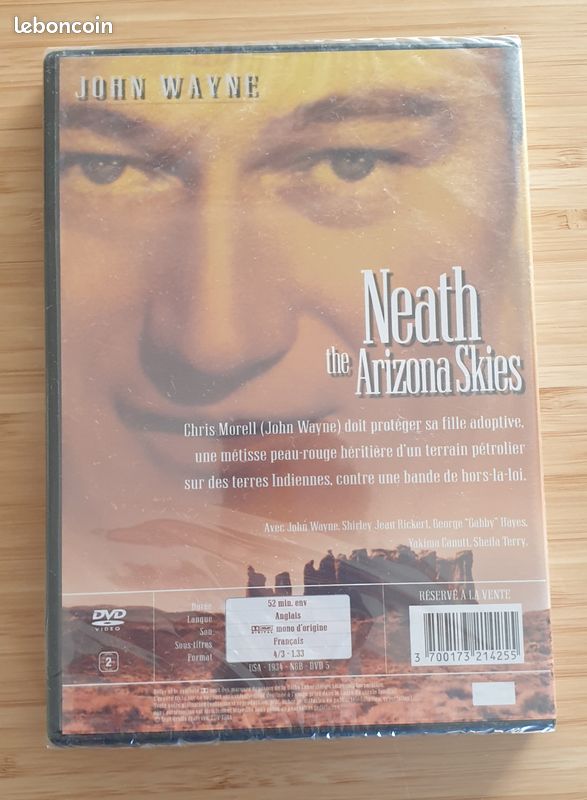 leboncoin
JOHN WAYNE
Neath
the Arizona Skies
Chris Morell (John Wayne) doit protéger sa fille adoptive,
une métisse peau-rouge héritière d'un terrain pétrolier
sur des terres Indiennes, contre une bande de hors-la-loi.
Avec John Wayne, Shirley Jean Rickert, George "Gabby" Hayes,
Yakima Canutt, Sheila Terry.
DVD
VIDEO
2
Durée 52 min. env
Langue Anglais
Son mono d'origine
Sous-titres Français
Format 4/3 - 1.33
USA - 1934 - N&B - DVD 5
RÉSERVÉ À LA VENTE
3 700173 214255